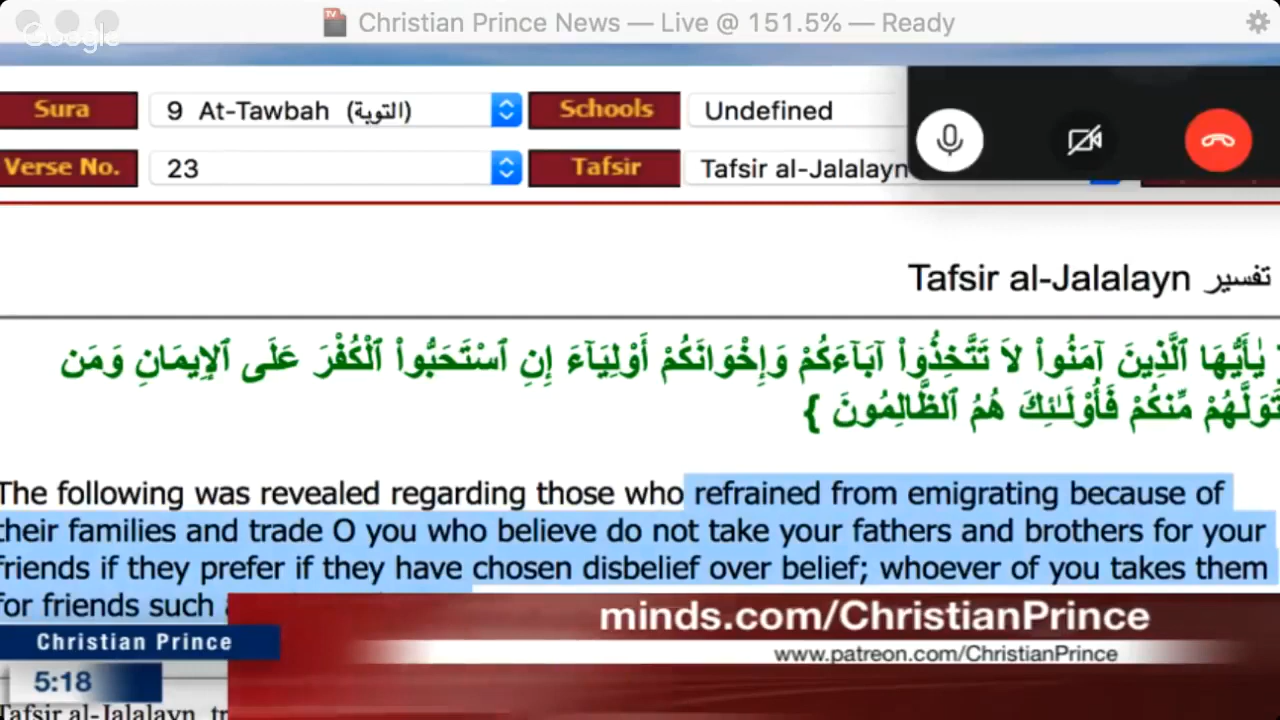 Christian Prince News — Live @ 151.5% — Ready
Google
Sura
9 At-Tawbah (التوبة)
Schools
Undefined
Verse No.
23
Tafsir
Tafsir al-Jalalayn
Tafsir al-Jalalayn تفسير
يٰأَيُّهَا ٱلَّذِينَ آمَنُواْ لاَ تَتَّخِذُوۤاْ آبَآءَكُمْ وَإِخْوَانَكُمْ أَوْلِيَآءَ إِنِ ٱسْتَحَبُّواْ ٱلْكُفْرَ عَلَى ٱلإِيمَانِ وَمَن
تَوَلَّهُمْ مِّنكُمْ فَأُوْلَـٰئِكَ هُمُ ٱلظَّالِمُونَ }
The following was revealed regarding those who refrained from emigrating because of
their families and trade O you who believe do not take your fathers and brothers for your
friends if they prefer if they have chosen disbelief over belief; whoever of you takes them
for friends such
minds.com/ChristianPrince
Christian Prince
www.patreon.com/ChristianPrince
5:18
Tafsir al-Jalalayn, tr